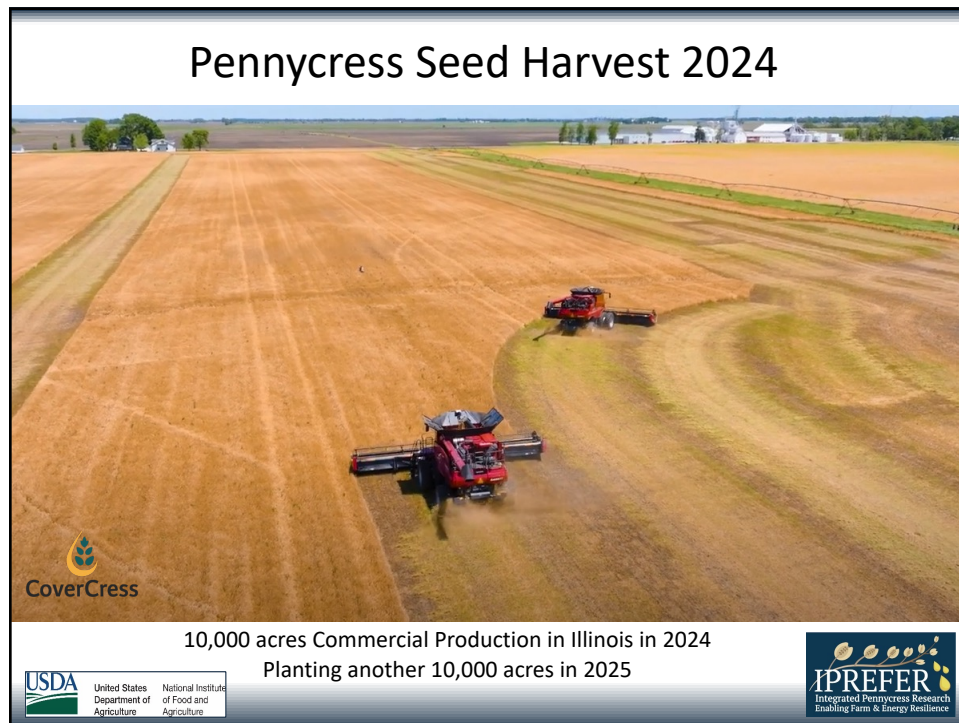 Pennycress Seed Harvest 2024
CoverCress
10,000 acres Commercial Production in Illinois in 2024
Planting another 10,000 acres in 2025
USDA
United States
Department of
Agriculture
National Institute
of Food and
Agriculture
IPREFER
Integrated Pennycress Research
Enabling Farm & Energy Resilience